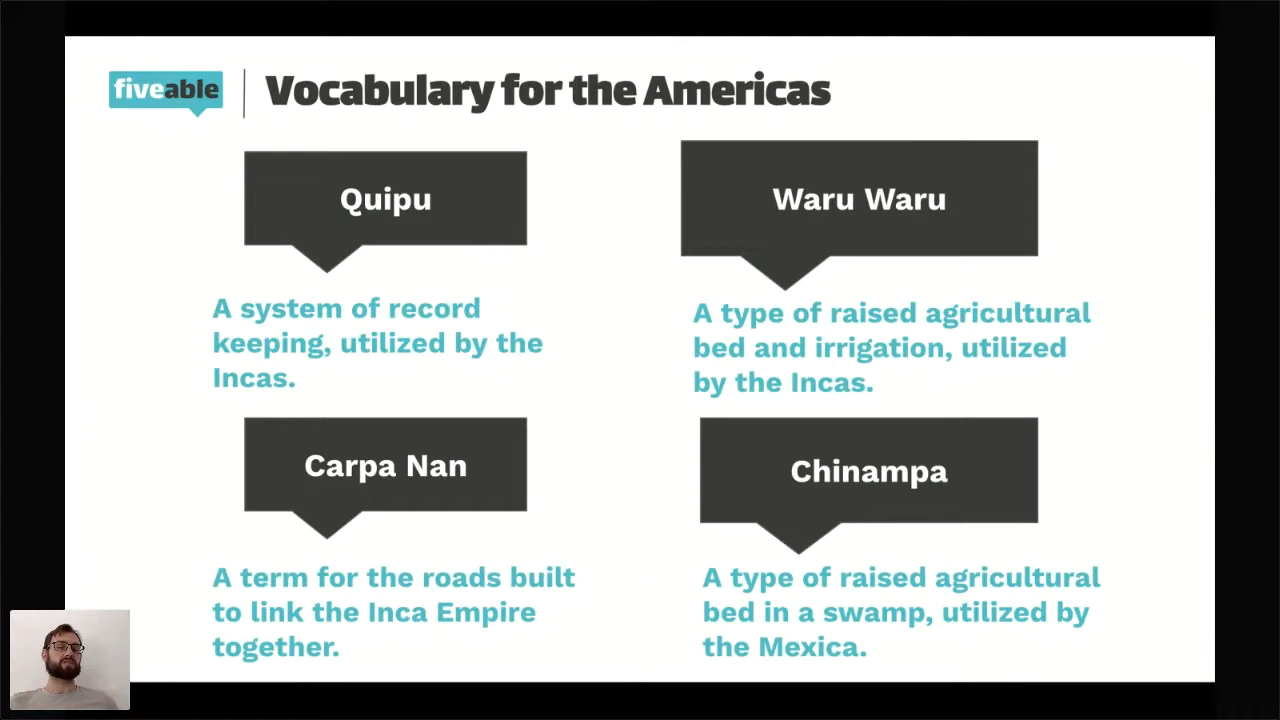 fiveable
Vocabulary for the Americas
Quipu
A system of record
keeping, utilized by the
Incas.
Waru Waru
A type of raised agricultural
bed and irrigation, utilized
by the Incas.
Carpa Nan
A term for the roads built
to link the Inca Empire
together.
Chinampa
A type of raised agricultural
bed in a swamp, utilized by
the Mexica.